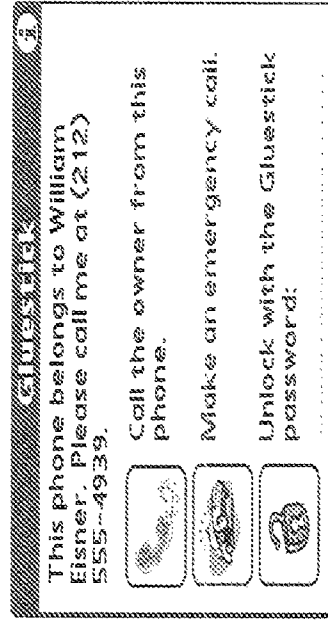 Gluestick
i
This phone belongs to William
Eisner. Please call me at (212)
555-4939.
Call the owner from this
phone.
Make an emergency call.
Unlock with the Gluestick
password: